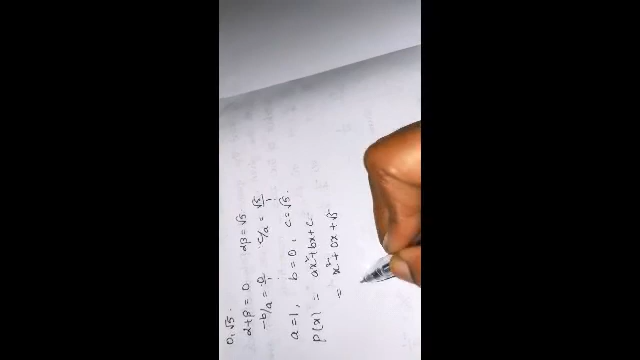 0, √5.
α+β = 0 αβ = √5
-b/a = 0/1 c/a = √5/1
a = 1, b = 0, c = √5.
p(x) = ax²+bx+c
= x²+0x+√5
=